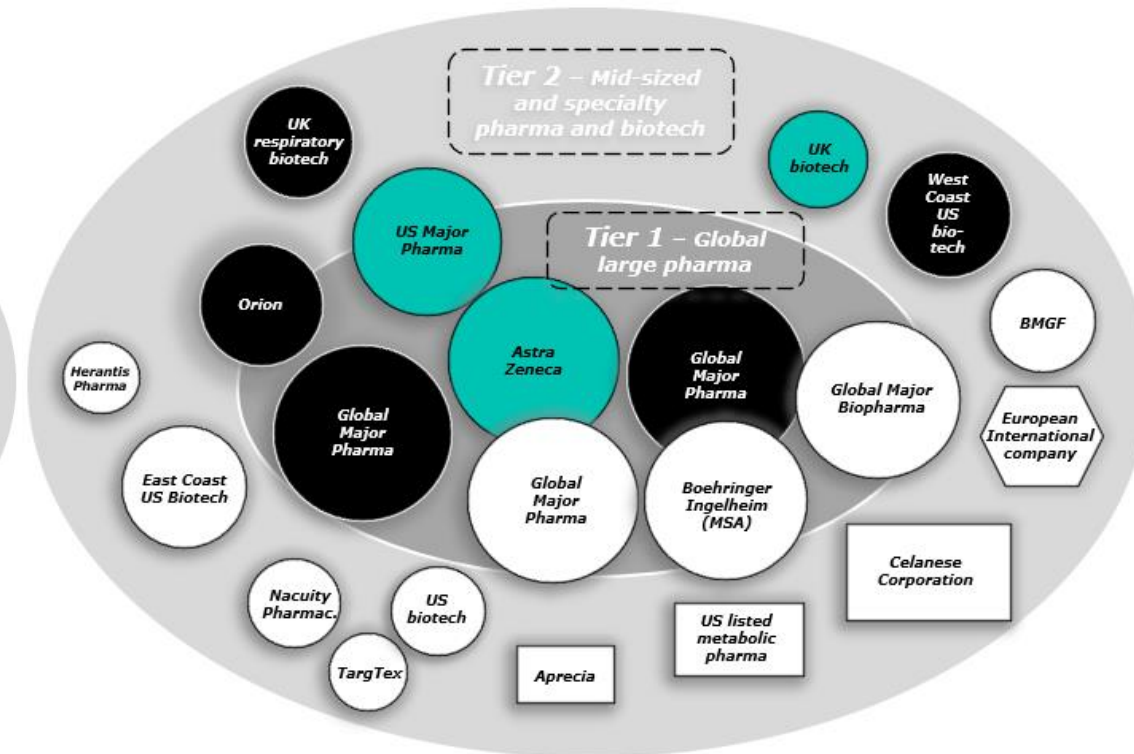 Tier 2 – Mid-sized
and specialty
pharma and biotech
UK
respiratory
biotech
UK
biotech
West
Coast
US
bio-
tech
US Major
Pharma
Tier 1 – Global
large pharma
Orion
BMGF
Astra
Zeneca
Global
Major
Pharma
Herantis
Pharma
Global Major
Biopharma
Global
Major
Pharma
European
International
company
East Coast
US Biotech
Global
Major
Pharma
Boehringer
Ingelheim
(MSA)
Celanese
Corporation
Nacuity
Pharmac.
US
biotech
US listed
metabolic
pharma
TargTex
Aprecia